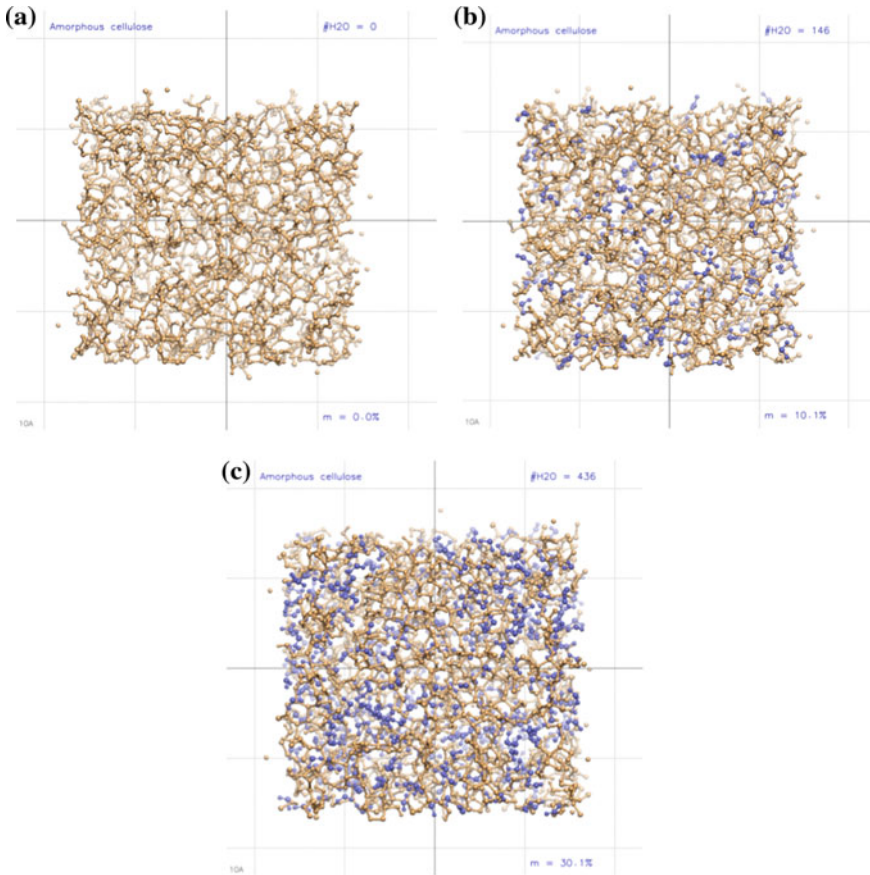 (a)
Amorphous cellulose #H2O = 0
m = 0.0%
10A
(b)
Amorphous cellulose #H2O = 146
m = 10.1%
10A
(c)
Amorphous cellulose #H2O = 436
m = 30.1%
10A